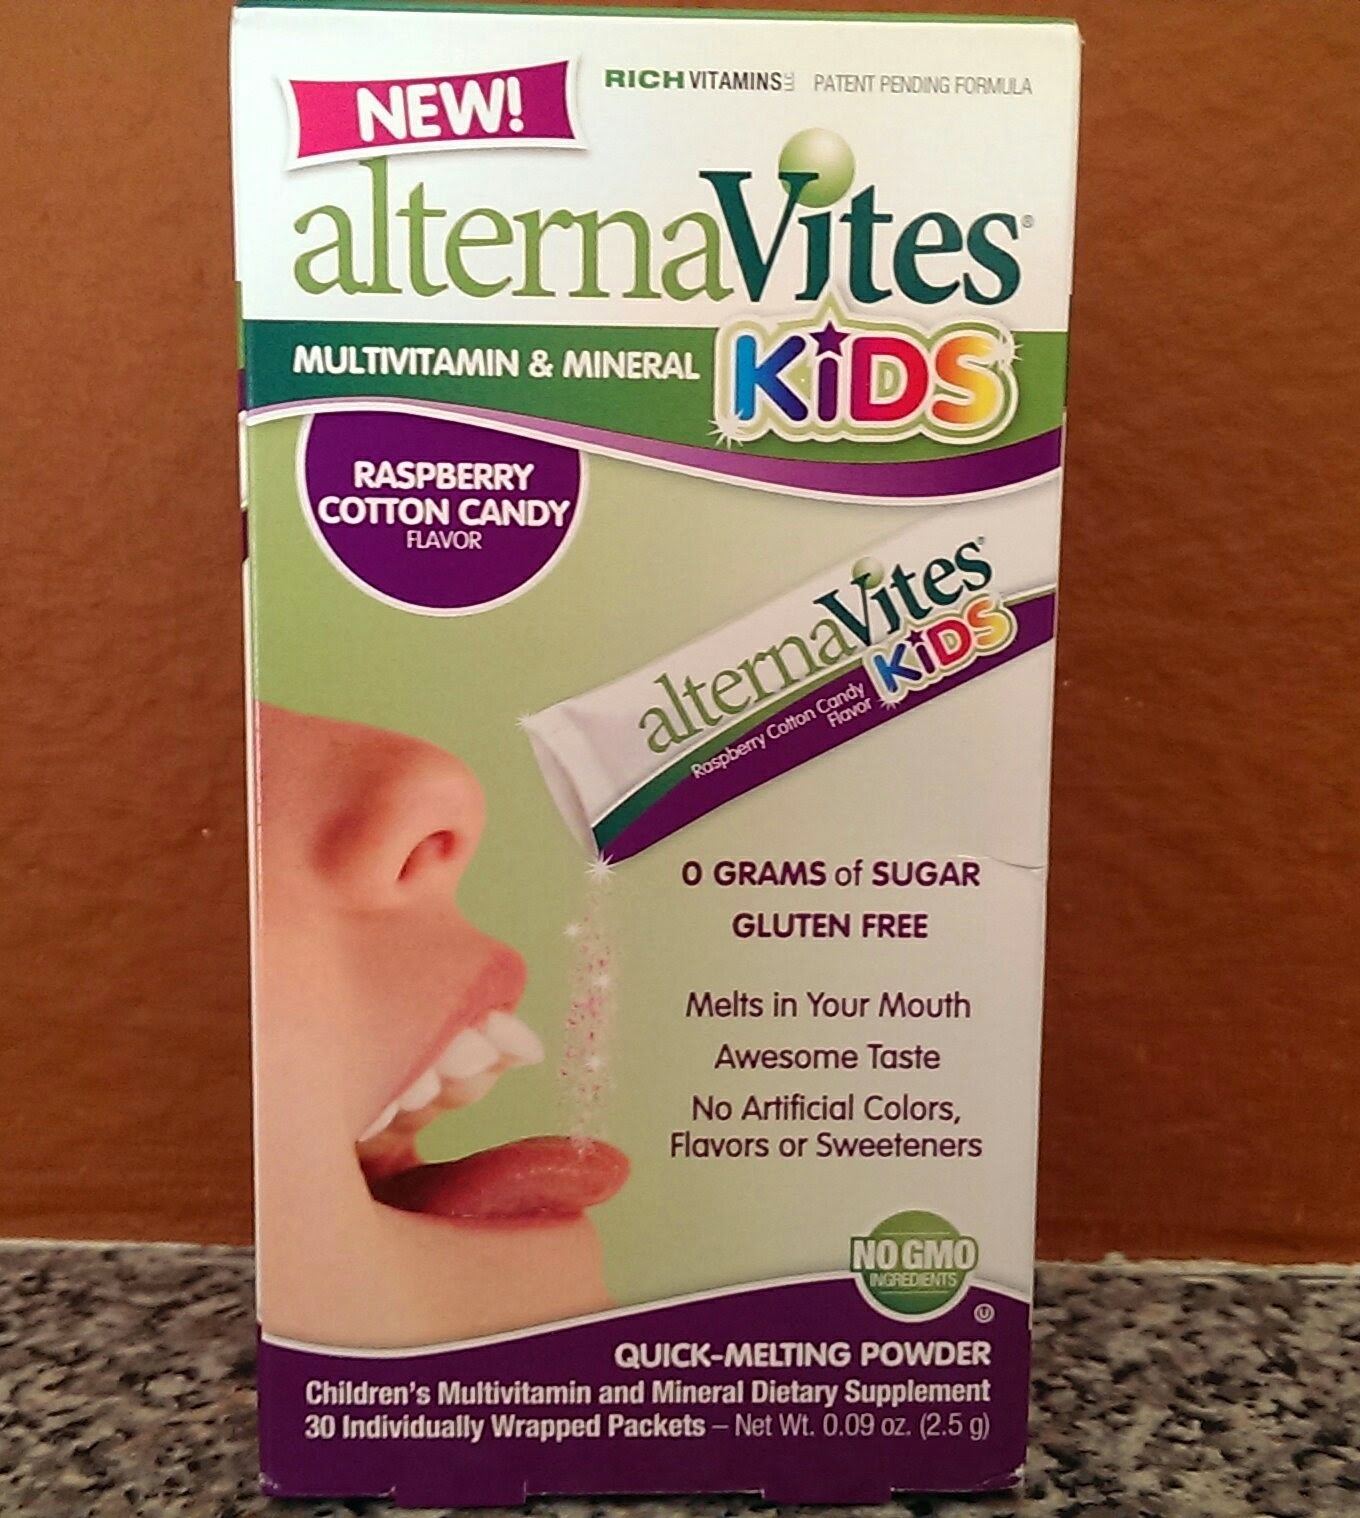 NEW!
RICH VITAMINS LLC PATENT PENDING FORMULA
alternaVites®
MULTIVITAMIN & MINERAL
KiDS
RASPBERRY
COTTON CANDY
FLAVOR
alternaVites®
KiDS
Raspberry Cotton Candy
Flavor
0 GRAMS of SUGAR
GLUTEN FREE
Melts in Your Mouth
Awesome Taste
No Artificial Colors,
Flavors or Sweeteners
NO GMO
INGREDIENTS
U
QUICK-MELTING POWDER
Children's Multivitamin and Mineral Dietary Supplement
30 Individually Wrapped Packets – Net Wt. 0.09 oz. (2.5 g)